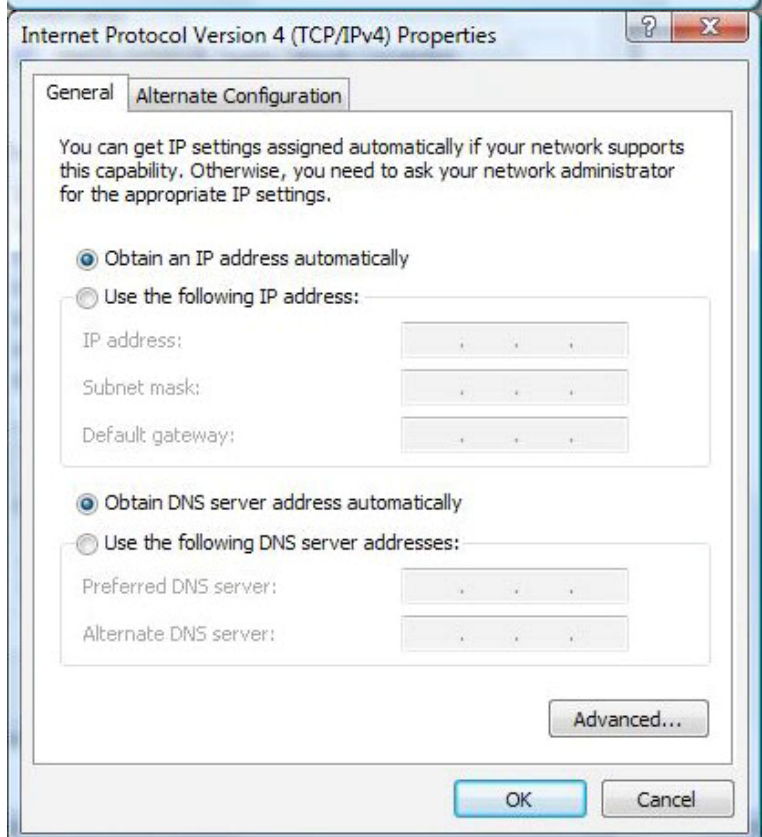 Internet Protocol Version 4 (TCP/IPv4) Properties
General
Alternate Configuration
You can get IP settings assigned automatically if your network supports
this capability. Otherwise, you need to ask your network administrator
for the appropriate IP settings.
Obtain an IP address automatically
Use the following IP address:
IP address:
Subnet mask:
Default gateway:
Obtain DNS server address automatically
Use the following DNS server addresses:
Preferred DNS server:
Alternate DNS server:
Advanced...
OK
Cancel